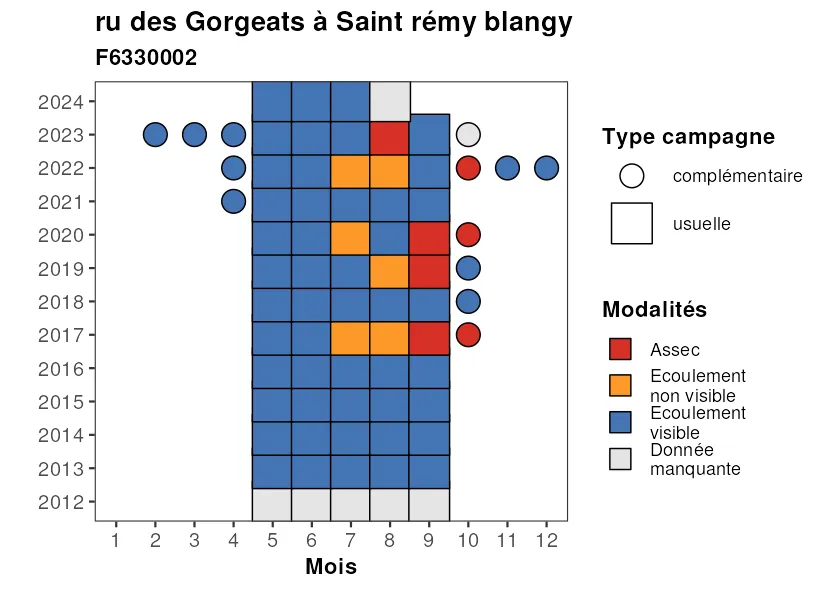 ru des Gorgeats à Saint rémy blangy
F6330002
2024
2023
2022
2021
2020
2019
2018
2017
2016
2015
2014
2013
2012
1 2 3 4 5 6 7 8 9 10 11 12
Mois
Type campagne
complémentaire
usuelle
Modalités
Assec
Ecoulement
non visible
Ecoulement
visible
Donnée
manquante